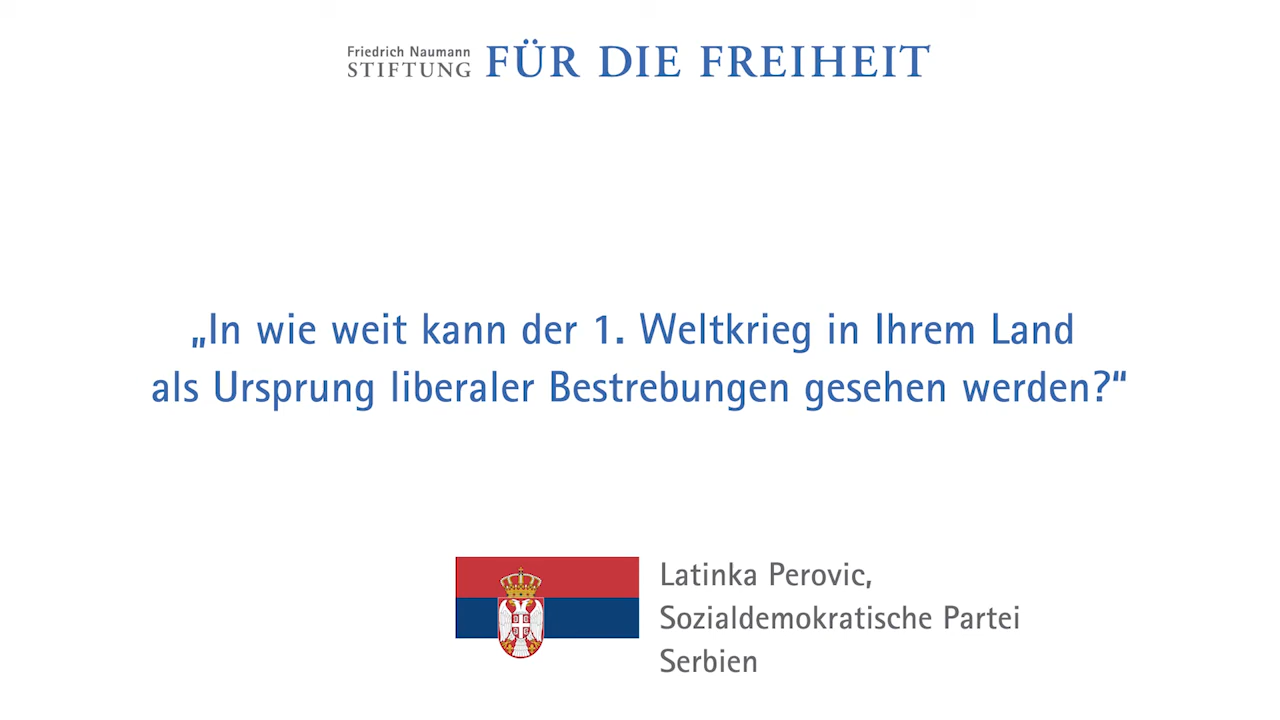 Friedrich Naumann
STIFTUNG FÜR DIE FREIHEIT
„In wie weit kann der 1. Weltkrieg in Ihrem Land
als Ursprung liberaler Bestrebungen gesehen werden?“
Latinka Perovic,
Sozialdemokratische Partei
Serbien